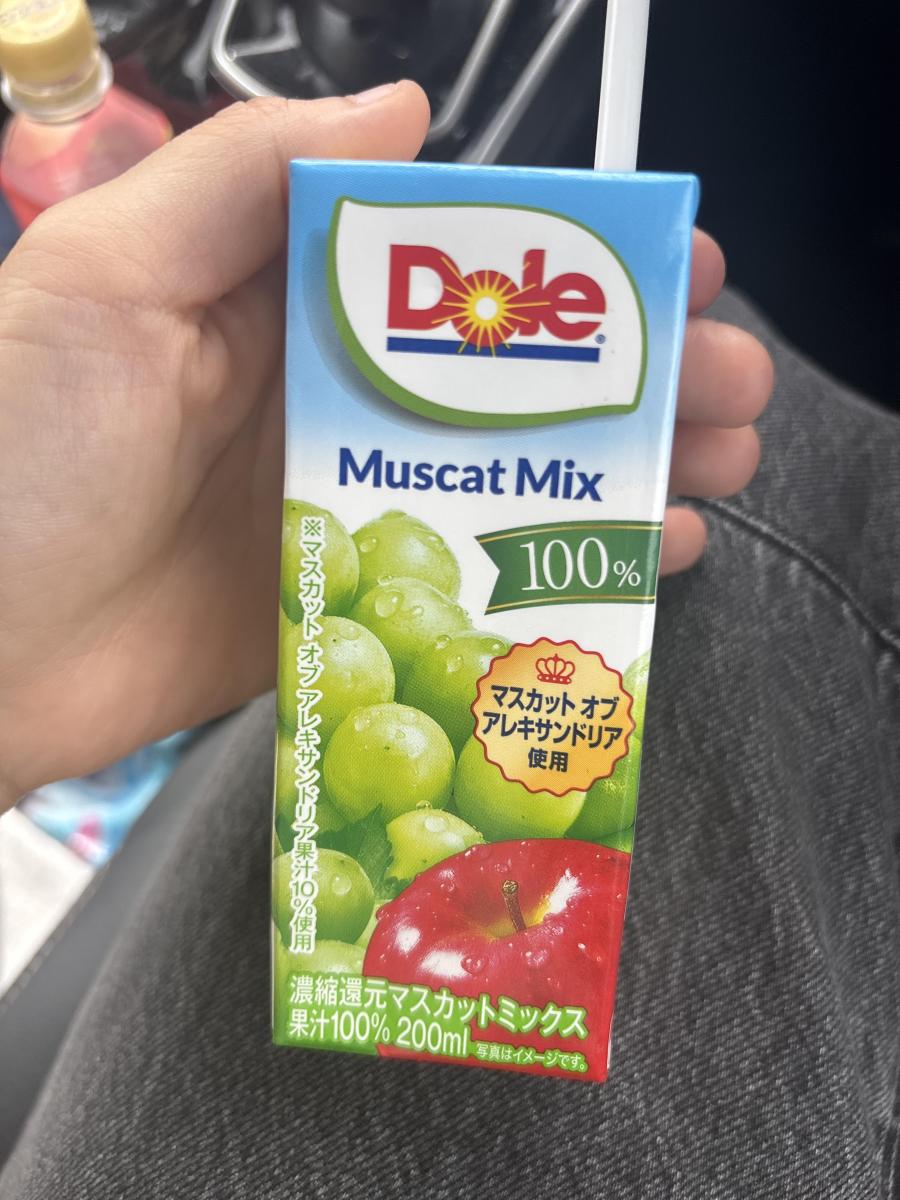 Dole®
Muscat Mix
100%
マスカット オブ
アレキサンドリア
使用
※マスカット オブ アレキサンドリア果汁10%使用
濃縮還元マスカットミックス
果汁100% 200ml 写真はイメージです。